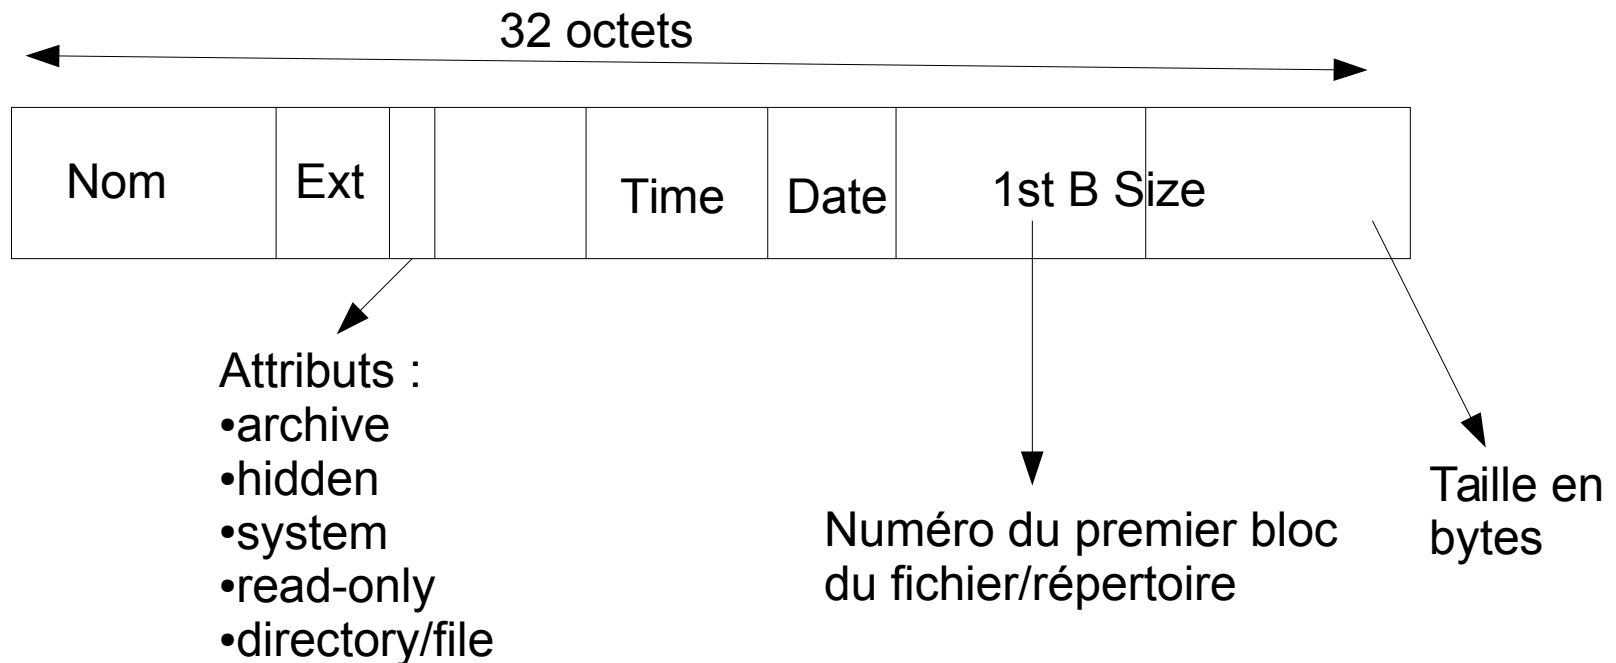 32 octets
Nom
Ext
Time
Date
1st B Size
Attributs :
•archive
•hidden
•system
•read-only
•directory/file
Numéro du premier bloc
du fichier/répertoire
Taille en
bytes